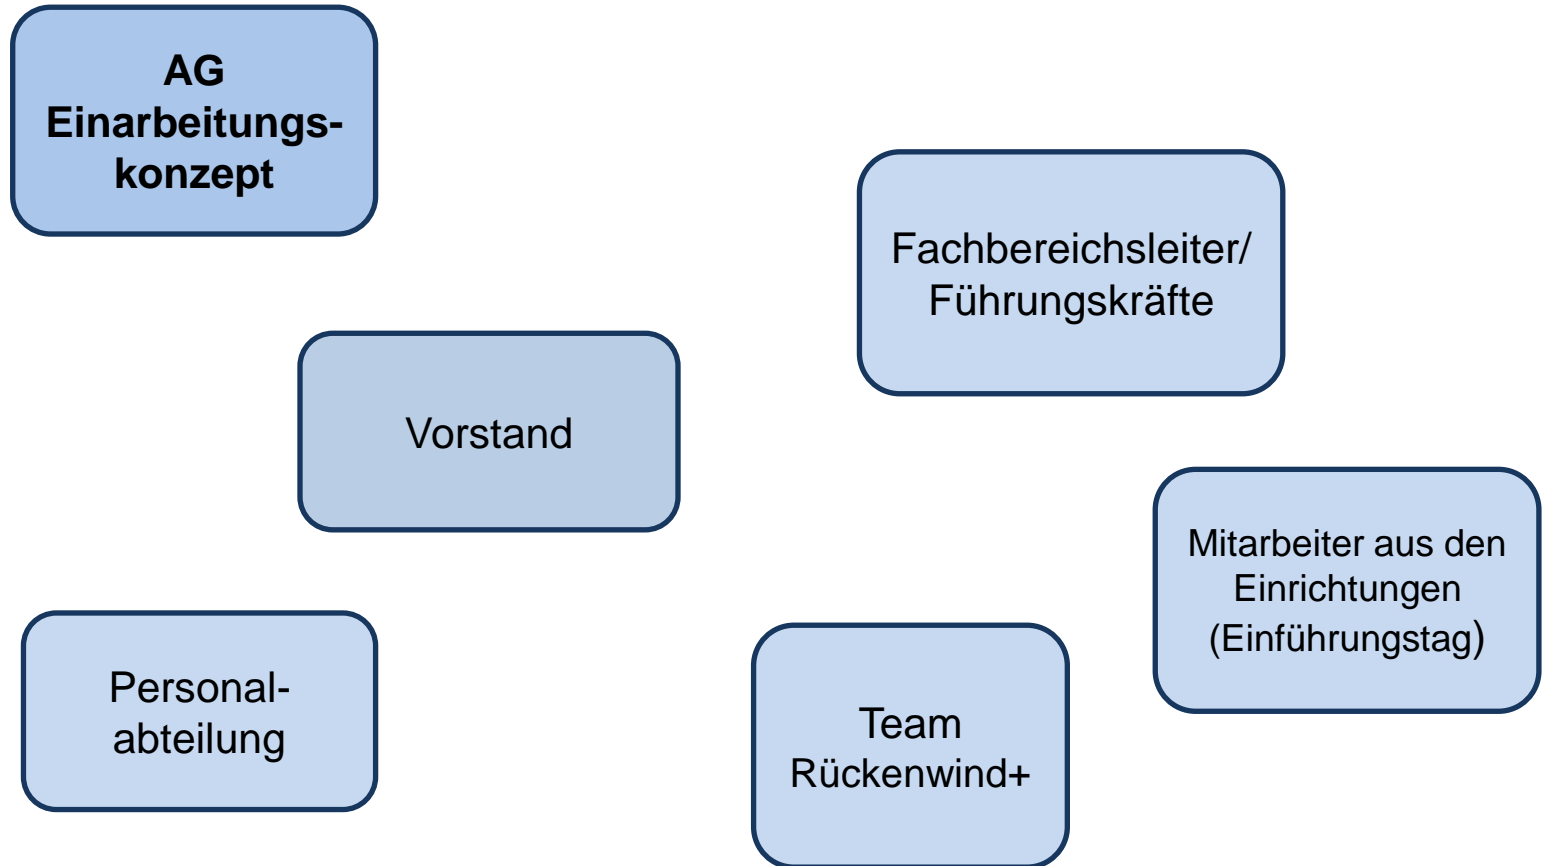 AG
Einarbeitungs-
konzept
Fachbereichsleiter/
Führungskräfte
Vorstand
Mitarbeiter aus den
Einrichtungen
(Einführungstag)
Personal-
abteilung
Team
Rückenwind+